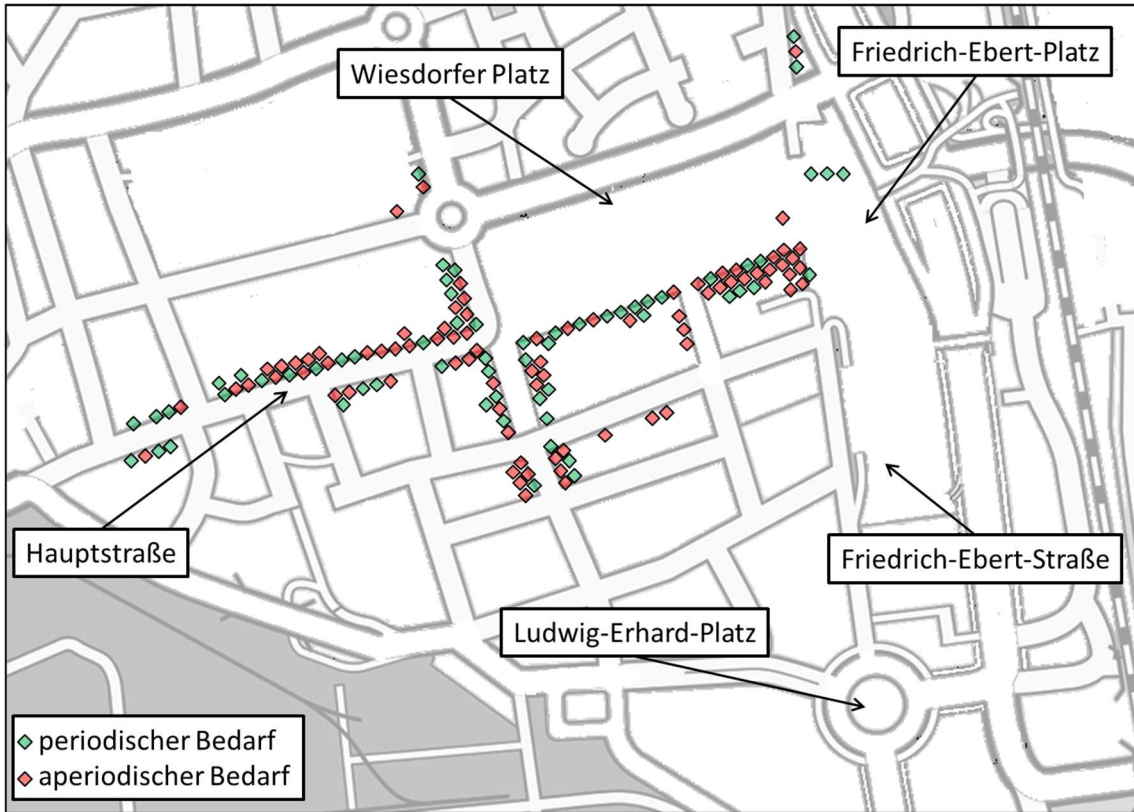 Wiesdorfer Platz
Friedrich-Ebert-Platz
Hauptstraße
Friedrich-Ebert-Straße
Ludwig-Erhard-Platz
periodischer Bedarf
aperiodischer Bedarf